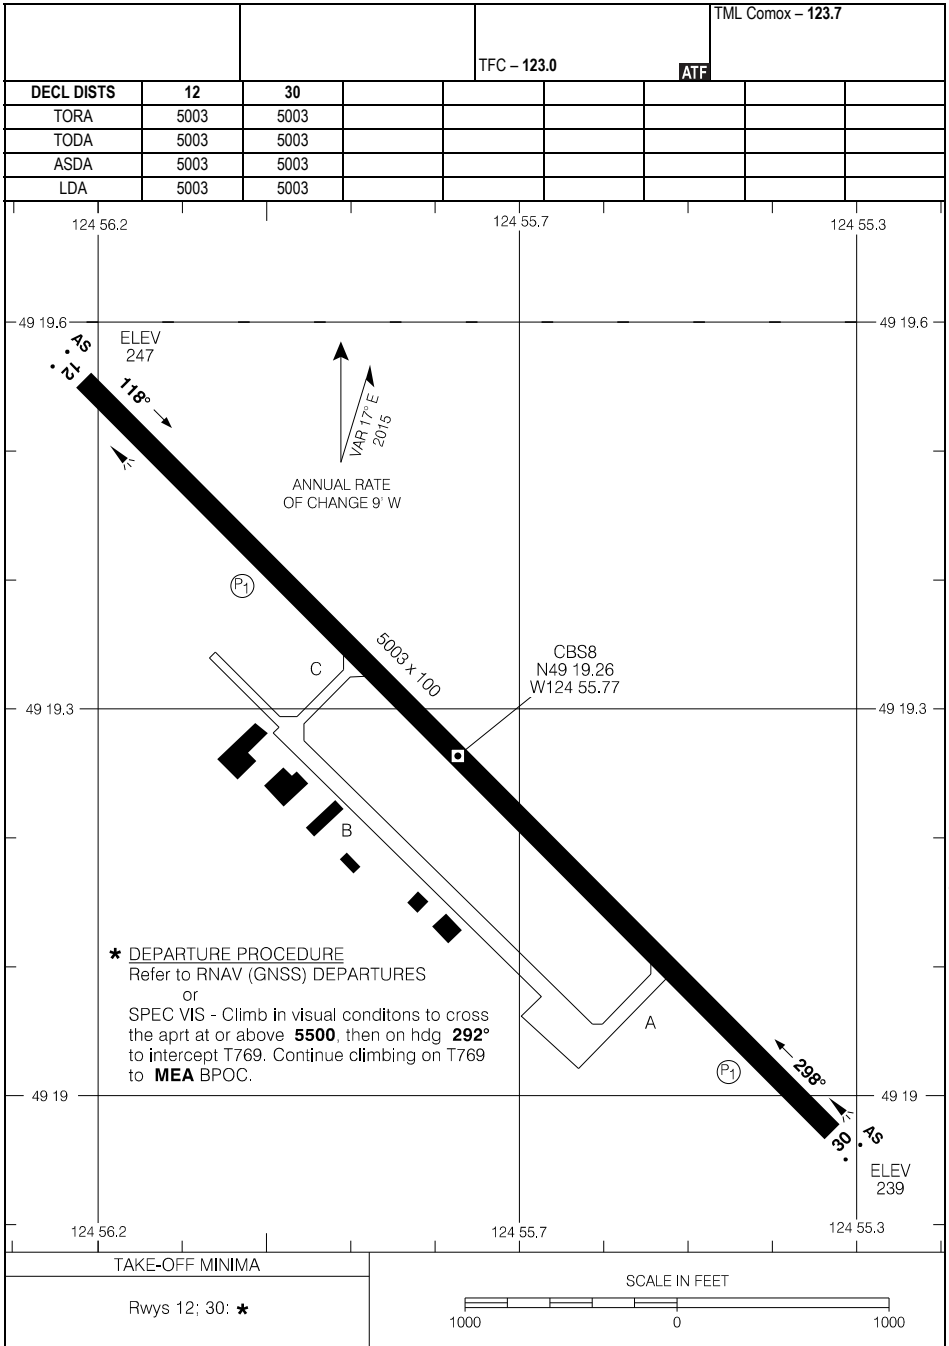 TML Comox – 123.7
TFC – 123.0
ATF
DECL DISTS 12 30
TORA 5003 5003
TODA 5003 5003
ASDA 5003 5003
LDA 5003 5003
124 56.2 124 55.7 124 55.3
49 19.6 49 19.6
AS
12
ELEV
247
118°
VAR 17° E
2015
ANNUAL RATE
OF CHANGE 9' W
P1
5003 x 100
C
CBS8
N49 19.26
W124 55.77
49 19.3 49 19.3
B
* DEPARTURE PROCEDURE
Refer to RNAV (GNSS) DEPARTURES
or
SPEC VIS - Climb in visual conditons to cross
the aprt at or above 5500, then on hdg 292°
to intercept T769. Continue climbing on T769
to MEA BPOC.
A
P1
298°
49 19 49 19
30
AS
ELEV
239
124 56.2 124 55.7 124 55.3
TAKE-OFF MINIMA
Rwys 12; 30: *
SCALE IN FEET
1000 0 1000